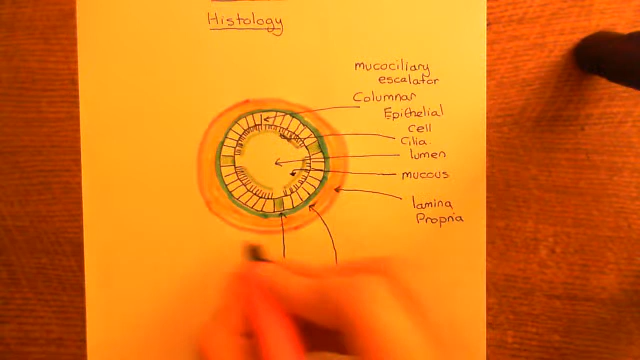 Histology
mucociliary
escalator
Columnar
Epithelial
Cell
Cilia
lumen
mucous
lamina
Propria